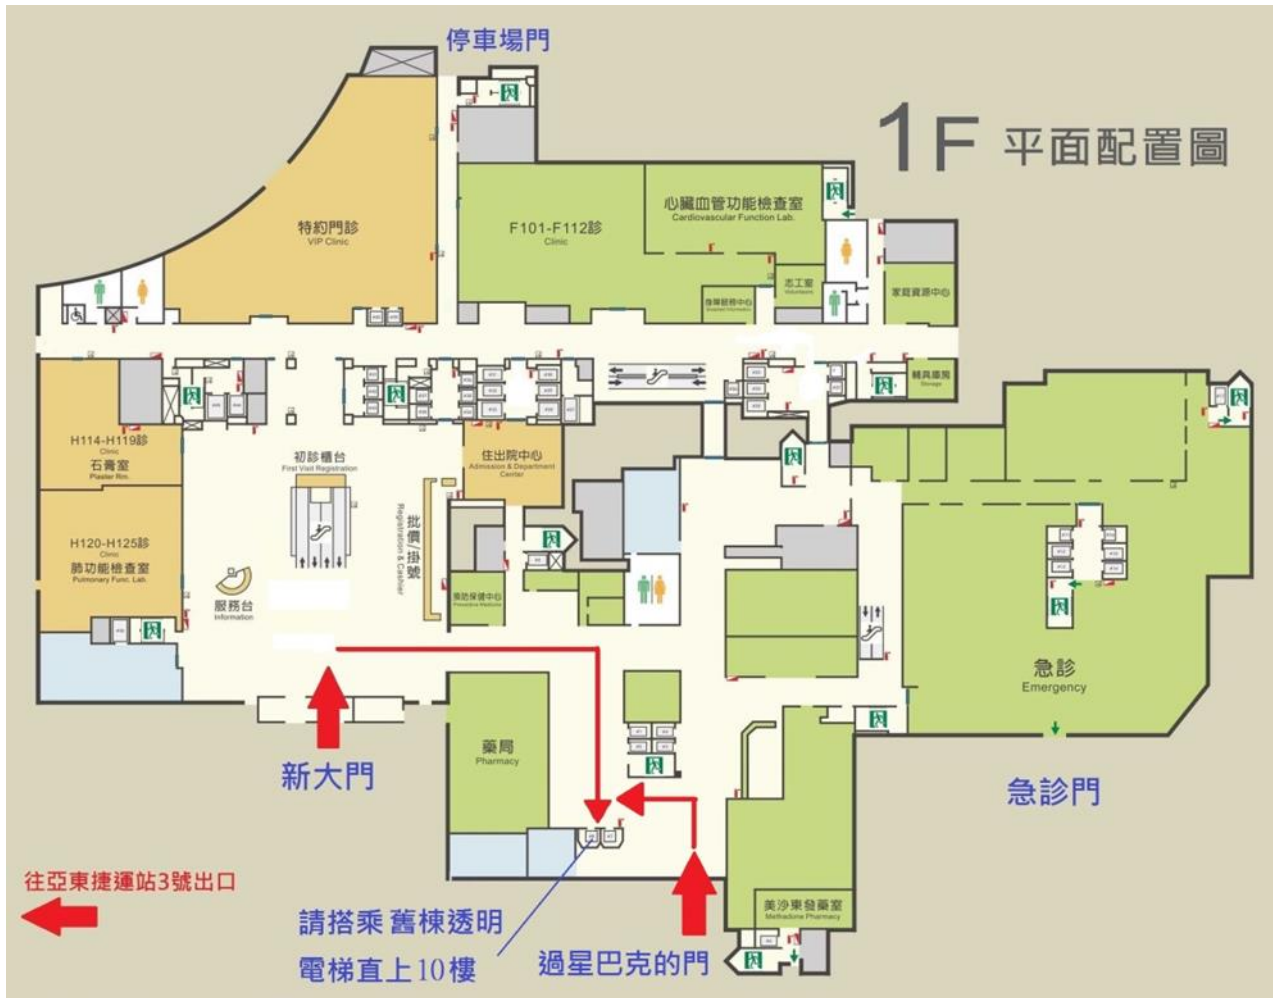 停車場門
1F 平面配置圖
特約門診
VIP Clinic
F101-F112診
Clinic
心臟血管功能檢查室
Cardiovascular Function Lab.
志工室
Volunteers
家庭資源中心
輔具庫房
Storage
H114-H119診
Clinic
石膏室
Plaster Rm.
初診櫃台
First Visit Registration
住出院中心
Admission & Department
Center
批價/掛號
Registration & Cashier
H120-H125診
Clinic
肺功能檢查室
Pulmonary Func. Lab.
服務台
Information
預防保健中心
Preventive Medicine
急診
Emergency
藥局
Pharmacy
新大門
急診門
往亞東捷運站3號出口
請搭乘 舊棟透明
電梯直上10樓
過星巴克的門
美沙東發藥室
Methadone Pharmacy